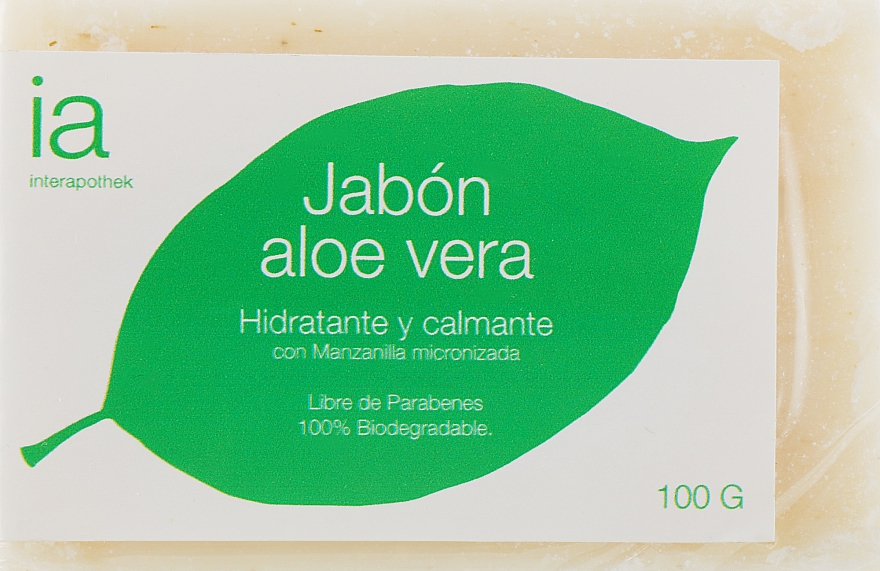 ia
interapothek
Jabón
aloe vera
Hidratante y calmante
con Manzanilla micronizada
Libre de Parabenes
100% Biodegradable.
100 G